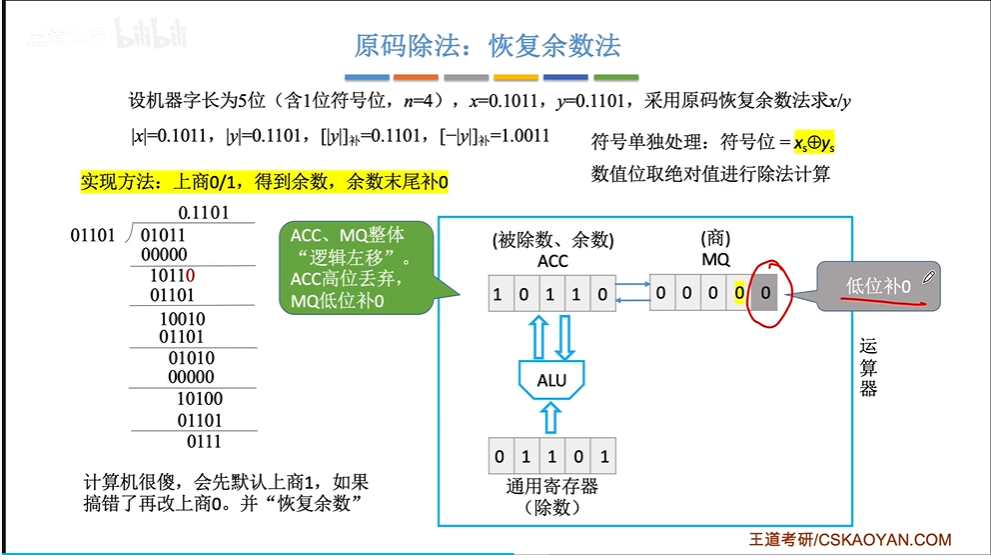 bilibili
原码除法：恢复余数法
设机器字长为5位（含1位符号位，n=4），x=0.1011，y=0.1101，采用原码恢复余数法求x/y
|x|=0.1011，|y|=0.1101，[|y|]补=0.1101，[−|y|]补=1.0011
符号单独处理：符号位 = xs⊕ys
数值位取绝对值进行除法计算
实现方法：上商0/1，得到余数，余数末尾补0
0.1101
01101 01011
00000
10110
01101
10010
01101
01010
00000
10100
01101
0111
ACC、MQ整体
“逻辑左移”。
ACC高位丢弃，
MQ低位补0
(被除数、余数)
ACC
1 0 1 1 0
(商)
MQ
0 0 0 0 0
低位补0
ALU
0 1 1 0 1
通用寄存器
（除数）
运算器
计算机很傻，会先默认上商1，如果
搞错了再改上商0。并“恢复余数”
王道考研/CSKAOYAN.COM